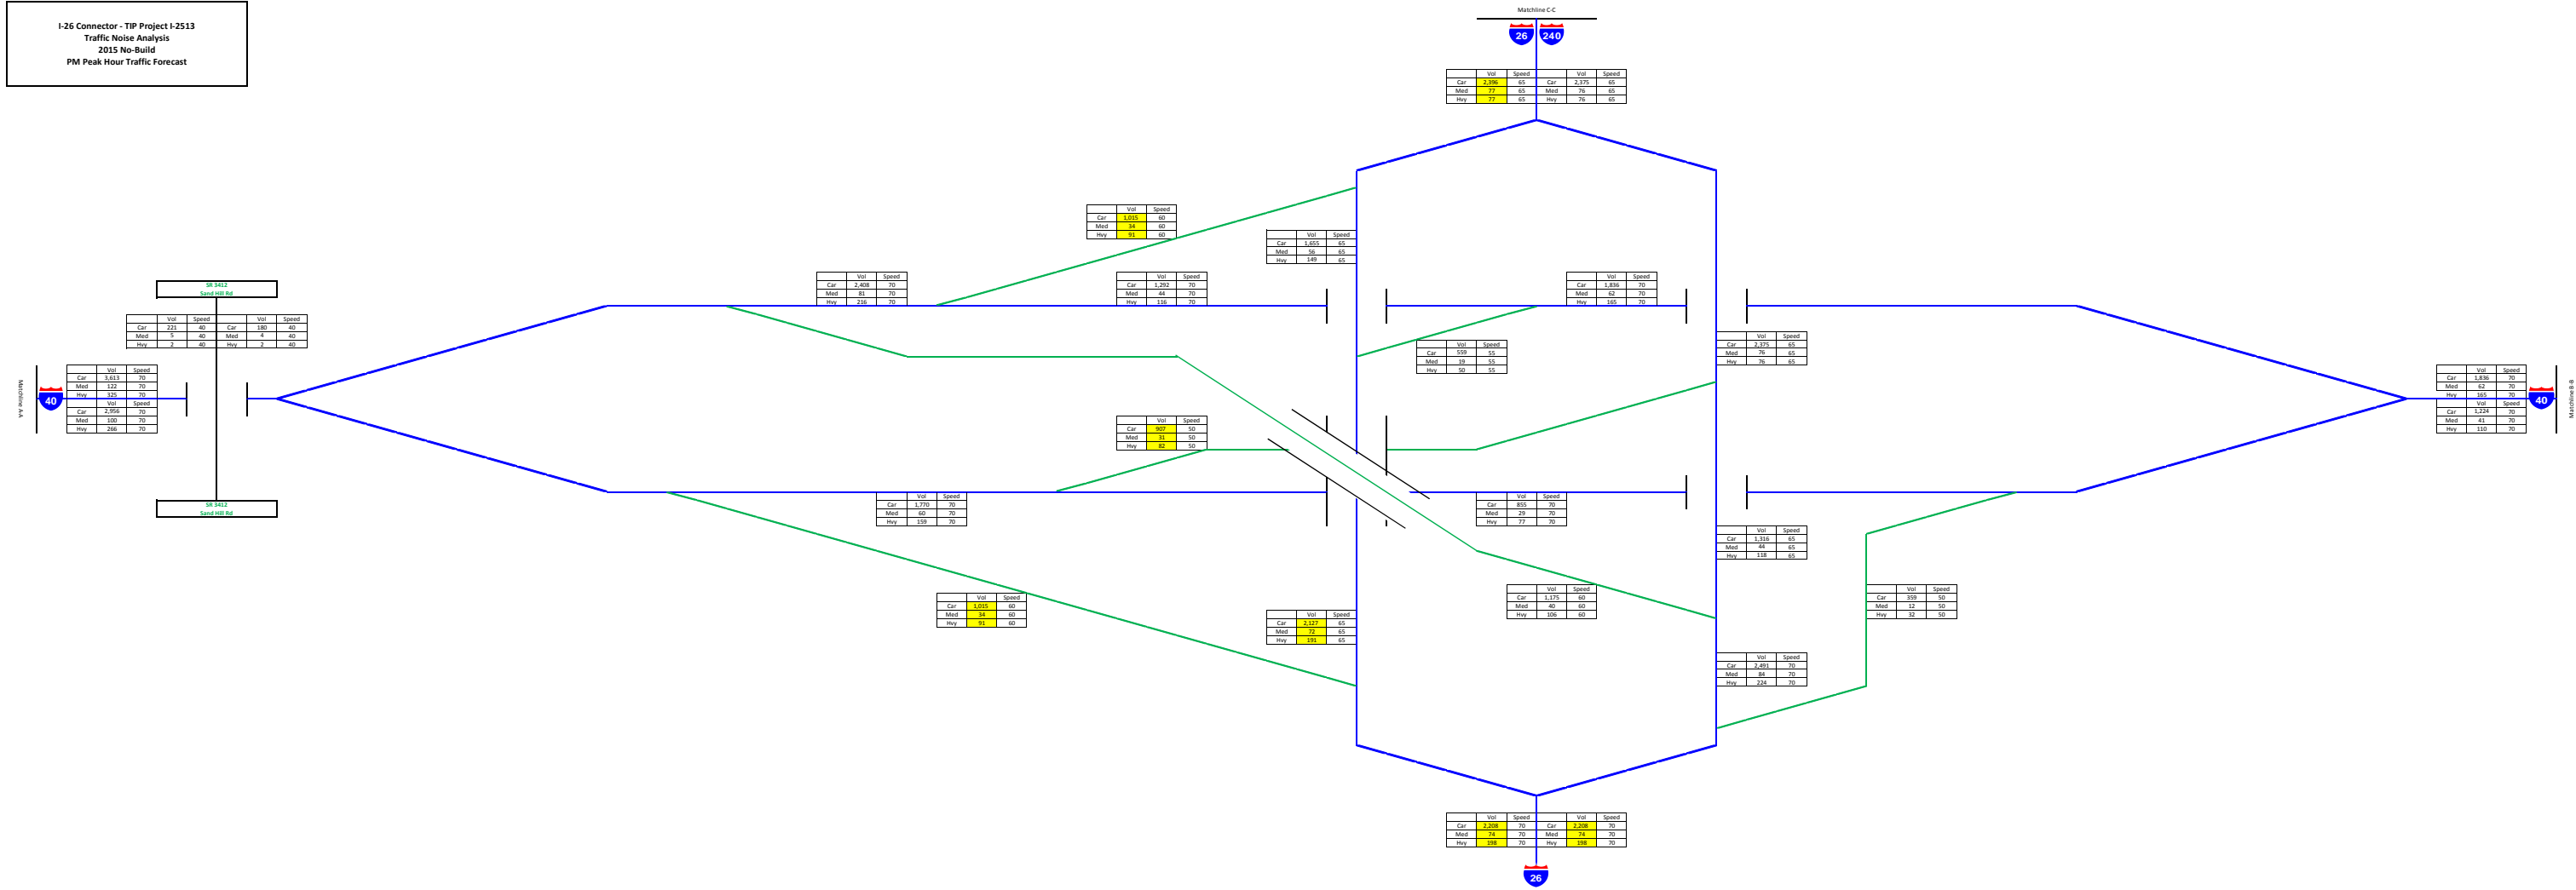 I-26 Connector - TIP Project I-2513
Traffic Noise Analysis
2015 No-Build
PM Peak Hour Traffic Forecast
Matchline C-C
26 240
Vol Speed Vol Speed
Car 2,396 65 Car 2,375 65
Med 77 65 Med 76 65
Hvy 77 65 Hvy 76 65
Vol Speed
Car 1,015 60
Med 34 60
Hvy 91 60
Vol Speed
Car 1,655 65
Med 56 65
Hvy 149 65
Vol Speed
Car 2,408 70
Med 81 70
Hvy 216 70
Vol Speed
Car 1,292 70
Med 44 70
Hvy 116 70
Vol Speed
Car 1,836 70
Med 62 70
Hvy 165 70
SR 3412
Sand Hill Rd
Vol Speed Vol Speed
Car 221 40 Car 180 40
Med 5 40 Med 4 40
Hvy 2 40 Hvy 2 40
Vol Speed
Car 559 55
Med 19 55
Hvy 50 55
Vol Speed
Car 2,375 65
Med 76 65
Hvy 76 65
Matchline A-A
40
Vol Speed
Car 3,613 70
Med 122 70
Hvy 325 70
Vol Speed
Car 2,956 70
Med 100 70
Hvy 266 70
Vol Speed
Car 1,836 70
Med 62 70
Hvy 165 70
Vol Speed
Car 1,224 70
Med 41 70
Hvy 110 70
40
Matchline B-B
Vol Speed
Car 907 50
Med 31 50
Hvy 82 50
SR 3412
Sand Hill Rd
Vol Speed
Car 1,770 70
Med 60 70
Hvy 159 70
Vol Speed
Car 855 70
Med 29 70
Hvy 77 70
Vol Speed
Car 1,316 65
Med 44 65
Hvy 118 65
Vol Speed
Car 1,015 60
Med 34 60
Hvy 91 60
Vol Speed
Car 2,127 65
Med 72 65
Hvy 191 65
Vol Speed
Car 1,175 60
Med 40 60
Hvy 106 60
Vol Speed
Car 359 50
Med 12 50
Hvy 32 50
Vol Speed
Car 2,491 70
Med 84 70
Hvy 224 70
Vol Speed Vol Speed
Car 2,208 70 Car 2,208 70
Med 74 70 Med 74 70
Hvy 198 70 Hvy 198 70
26